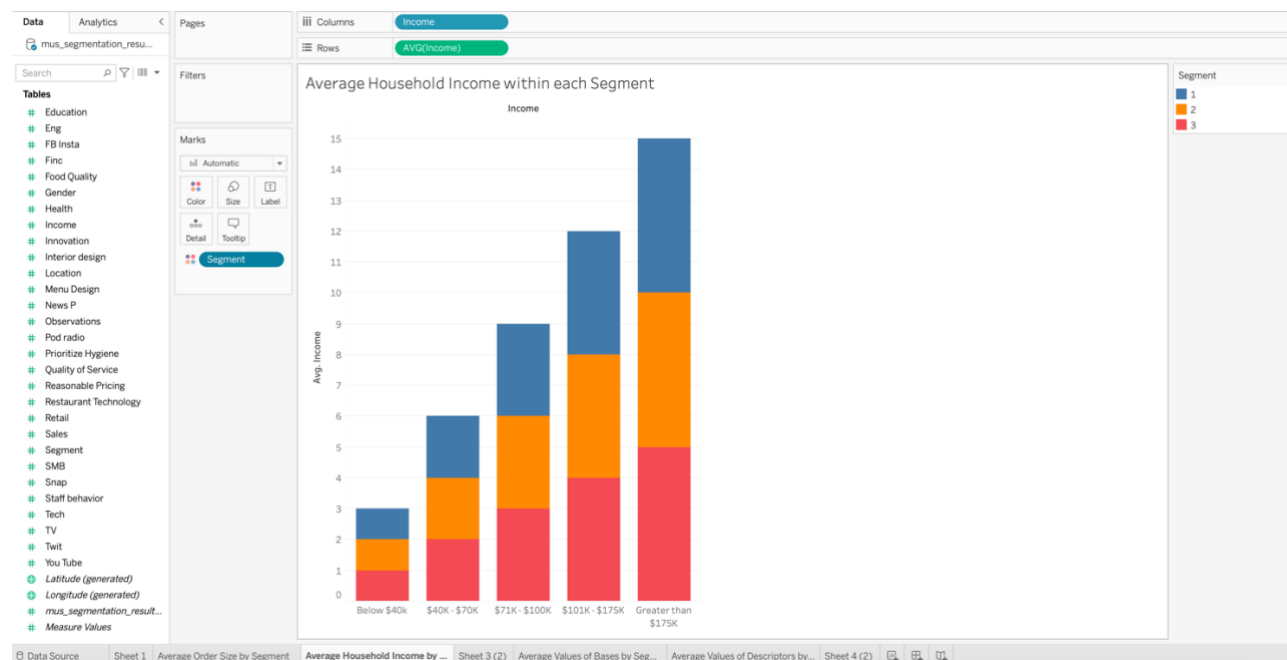 Data
Analytics
mus_segmentation_resu...
Search
Tables
Education
Eng
FB Insta
Finc
Food Quality
Gender
Health
Income
Innovation
Interior design
Location
Menu Design
News P
Observations
Pod radio
Prioritize Hygiene
Quality of Service
Reasonable Pricing
Restaurant Technology
Retail
Sales
Segment
SMB
Snap
Staff behavior
Tech
TV
Twit
You Tube
Latitude (generated)
Longitude (generated)
mus_segmentation_result...
Measure Values
Pages
Filters
Marks
Automatic
Color Size Label
Detail Tooltip
Segment
Columns Income
Rows AVG(Income)
Average Household Income within each Segment
Income
Avg. Income
15
14
13
12
11
10
9
8
7
6
5
4
3
2
1
0
Below $40k $40K - $70K $71K - $100K $101K - $175K Greater than
$175K
Segment
1
2
3
Data Source Sheet 1 Average Order Size by Segment Average Household Income by ... Sheet 3 (2) Average Values of Bases by Seg... Average Values of Descriptors by... Sheet 4 (2)